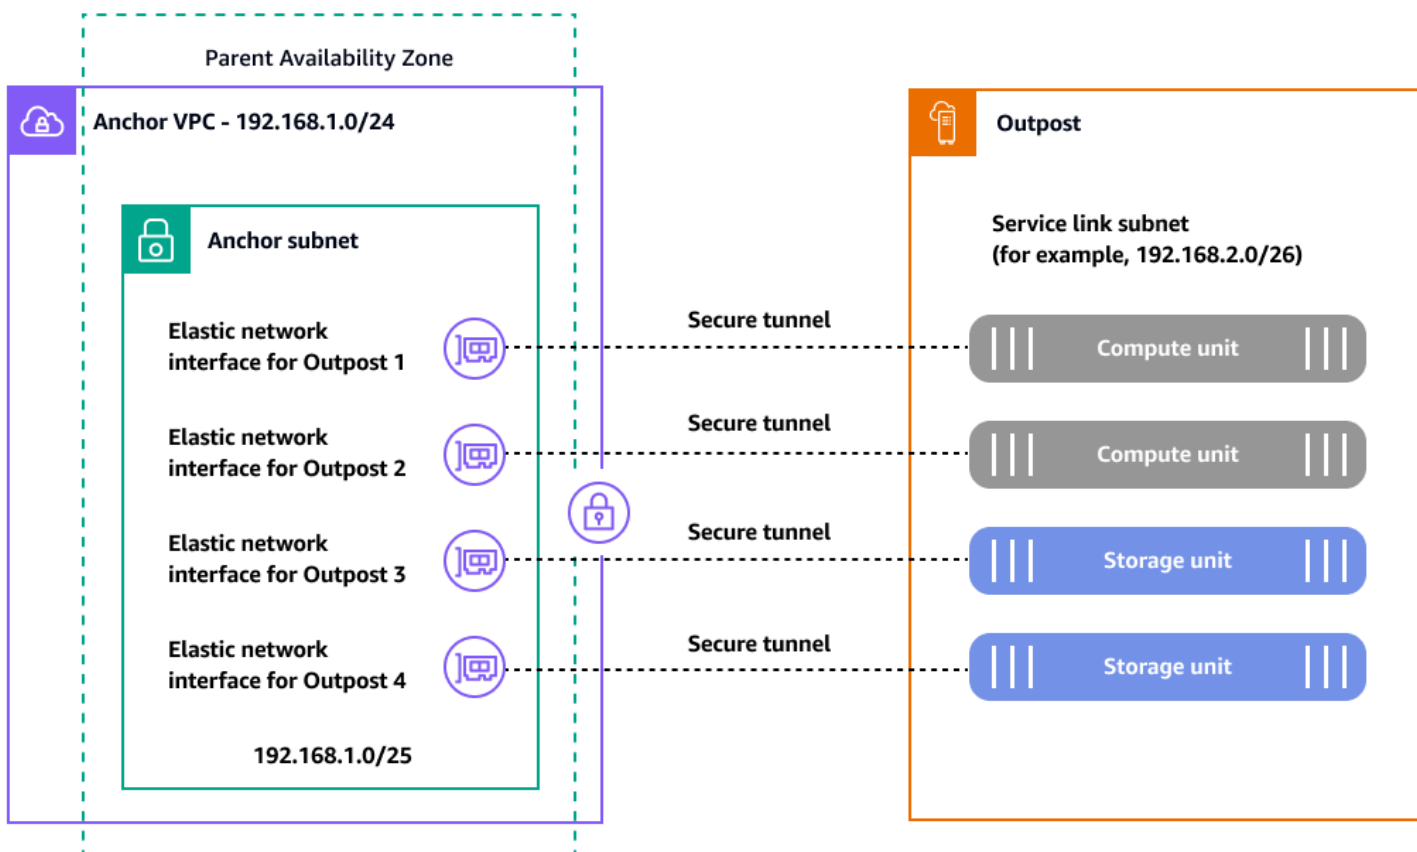 Parent Availability Zone
Anchor VPC - 192.168.1.0/24
Anchor subnet
Elastic network
interface for Outpost 1
Elastic network
interface for Outpost 2
Elastic network
interface for Outpost 3
Elastic network
interface for Outpost 4
192.168.1.0/25
Secure tunnel
Secure tunnel
Secure tunnel
Secure tunnel
Outpost
Service link subnet
(for example, 192.168.2.0/26)
Compute unit
Compute unit
Storage unit
Storage unit